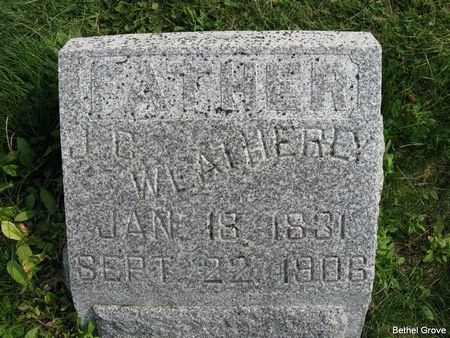 FATHER
J. C.
WEATHERLY
JAN. 18, 1831
SEPT. 22, 1906
Bethel Grove